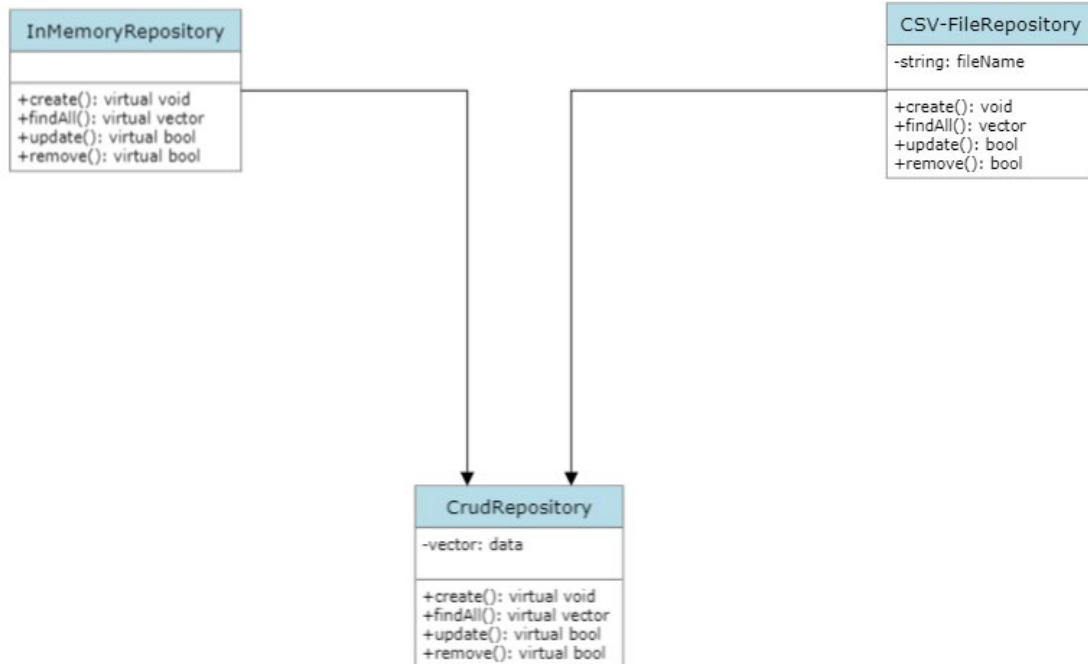 InMemoryRepository
+create(): virtual void
+findAll(): virtual vector
+update(): virtual bool
+remove(): virtual bool
CSV-FileRepository
-string: fileName
+create(): void
+findAll(): vector
+update(): bool
+remove(): bool
CrudRepository
-vector: data
+create(): virtual void
+findAll(): virtual vector
+update(): virtual bool
+remove(): virtual bool